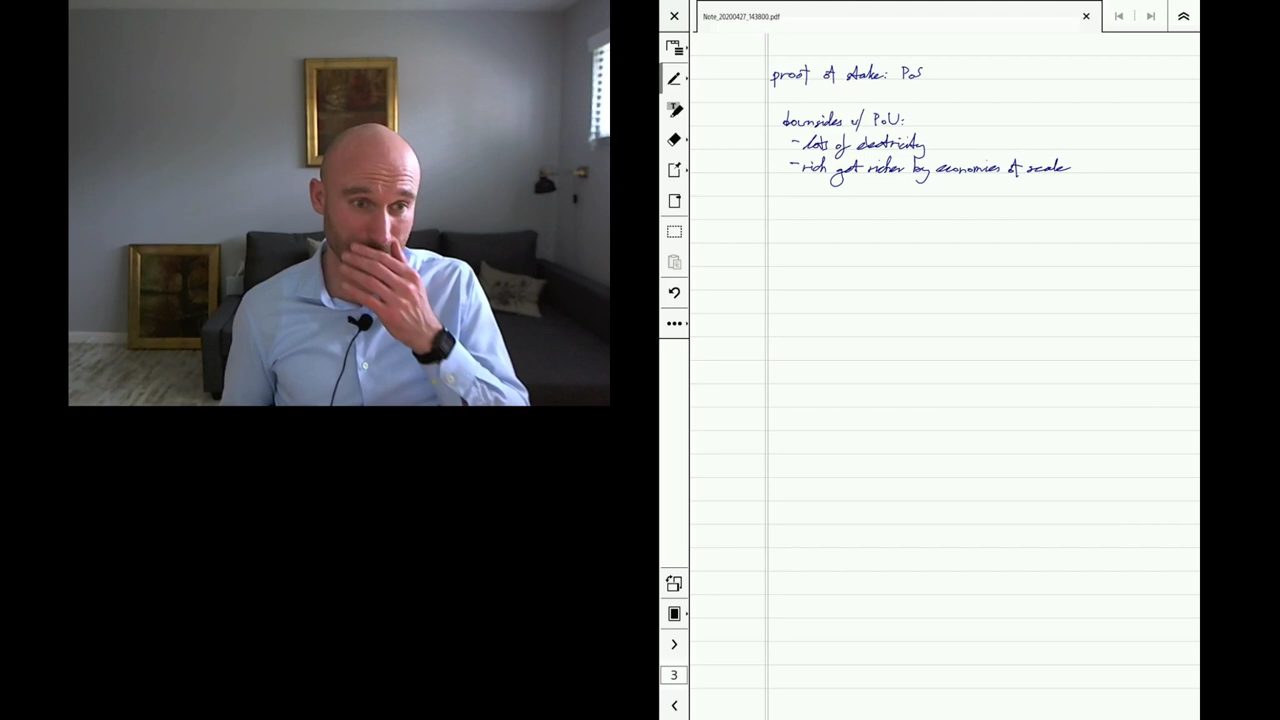 Note_20200427_143800.pdf
proof of stake: PoS
downsides w/ PoW:
- lots of electricity
- rich get richer by economies of scale
3